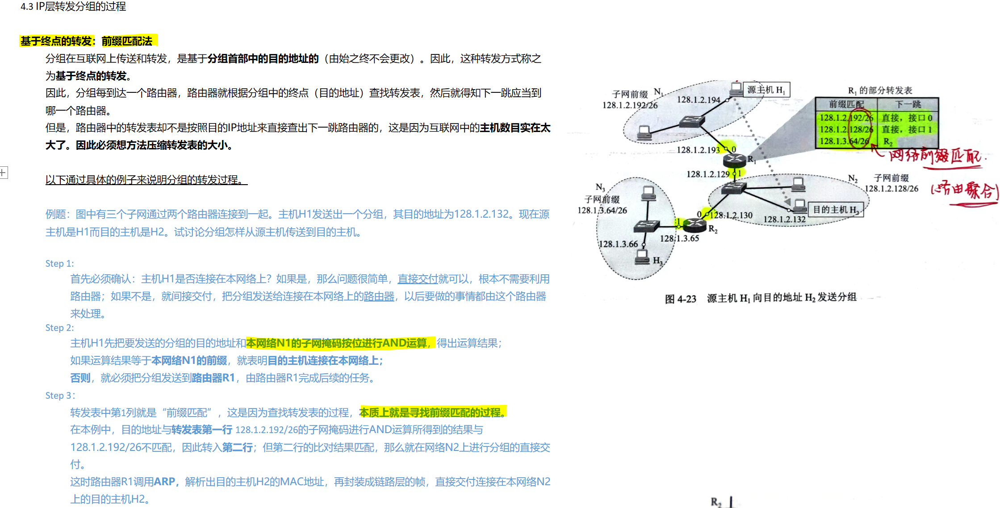 4.3 IP层转发分组的过程
基于终点的转发：前缀匹配法
分组在互联网上传送和转发，是基于分组首部中的目的地址的（由始之终不会更改）。因此，这种转发方式称之
为基于终点的转发。
因此，分组每到达一个路由器，路由器就根据分组中的终点（目的地址）查找转发表，然后就得知下一跳应当到
哪一个路由器。
但是，路由器中的转发表却不是按照目的IP地址来直接查出下一跳路由器的，这是因为互联网中的主机数目实在太
大了。因此必须想方法压缩转发表的大小。
以下通过具体的例子来说明分组的转发过程。
例题：图中有三个子网通过两个路由器连接到一起。主机H1发送出一个分组，其目的地址为128.1.2.132。现在源
主机是H1而目的主机是H2。试讨论分组怎样从源主机传送到目的主机。
Step 1:
首先必须确认：主机H1是否连接在本网络上？如果是，那么问题很简单，直接交付就可以，根本不需要利用
路由器；如果不是，就间接交付，把分组发送给连接在本网络上的路由器，以后要做的事情都由这个路由器
来处理。
Step 2:
主机H1先把要发送的分组的目的地址和本网络N1的子网掩码按位进行AND运算，得出运算结果；
如果运算结果等于本网络N1的前缀，就表明目的主机连接在本网络上；
否则，就必须把分组发送到路由器R1，由路由器R1完成后续的任务。
Step 3：
转发表中第1列就是“前缀匹配”，这是因为查找转发表的过程，本质上就是寻找前缀匹配的过程。
在本例中，目的地址与转发表第一行 128.1.2.192/26的子网掩码进行AND运算所得到的结果与
128.1.2.192/26不匹配，因此转入第二行；但第二行的比对结果匹配，那么就在网络N2上进行分组的直接交
付。
这时路由器R1调用ARP，解析出目的主机H2的MAC地址，再封装成链路层的帧，直接交付连接在本网络N2
上的目的主机H2。
源主机 H₁
子网前缀 N₁
128.1.2.192/26
128.1.2.194
R₁ 的部分转发表
前缀匹配 下一跳
128.1.2.192/26 直接，接口 0
128.1.2.128/26 直接，接口 1
128.1.3.64/26 R₂
网络前缀匹配.
(路由聚合)
128.1.2.193 0
R₁
128.1.2.129 1
N₃
子网前缀
128.1.3.64/26
N₂ 子网前缀
128.1.2.128/26
目的主机 H₂
128.1.2.132
0 128.1.2.130
1 R₂
128.1.3.65
128.1.3.66
H₃
图 4-23 源主机 H₁ 向目的地址 H₂ 发送分组
R₂